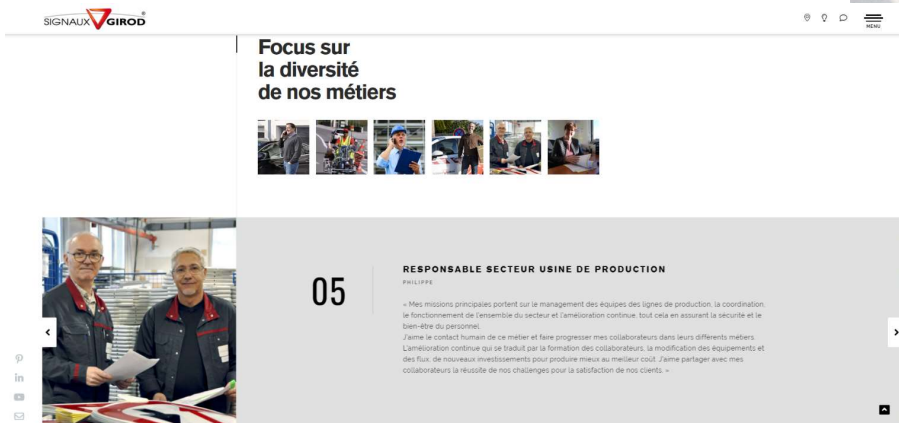 SIGNAUX GIROD
MENU
Focus sur
la diversité
de nos métiers
05
RESPONSABLE SECTEUR USINE DE PRODUCTION
PHILIPPE
« Mes missions principales portent sur le management des équipes des lignes de production, la coordination,
le fonctionnement de l'ensemble du secteur et l'amélioration continue, tout cela en assurant la sécurité et le
bien-être du personnel.
J'aime le contact humain de ce métier et faire progresser mes collaborateurs dans leurs différents métiers.
L'amélioration continue qui se traduit par la formation des collaborateurs, la modification des équipements et
des flux, de nouveaux investissements pour produire mieux au meilleur coût. J'aime partager avec mes
collaborateurs la réussite de nos challenges pour la satisfaction de nos clients. »